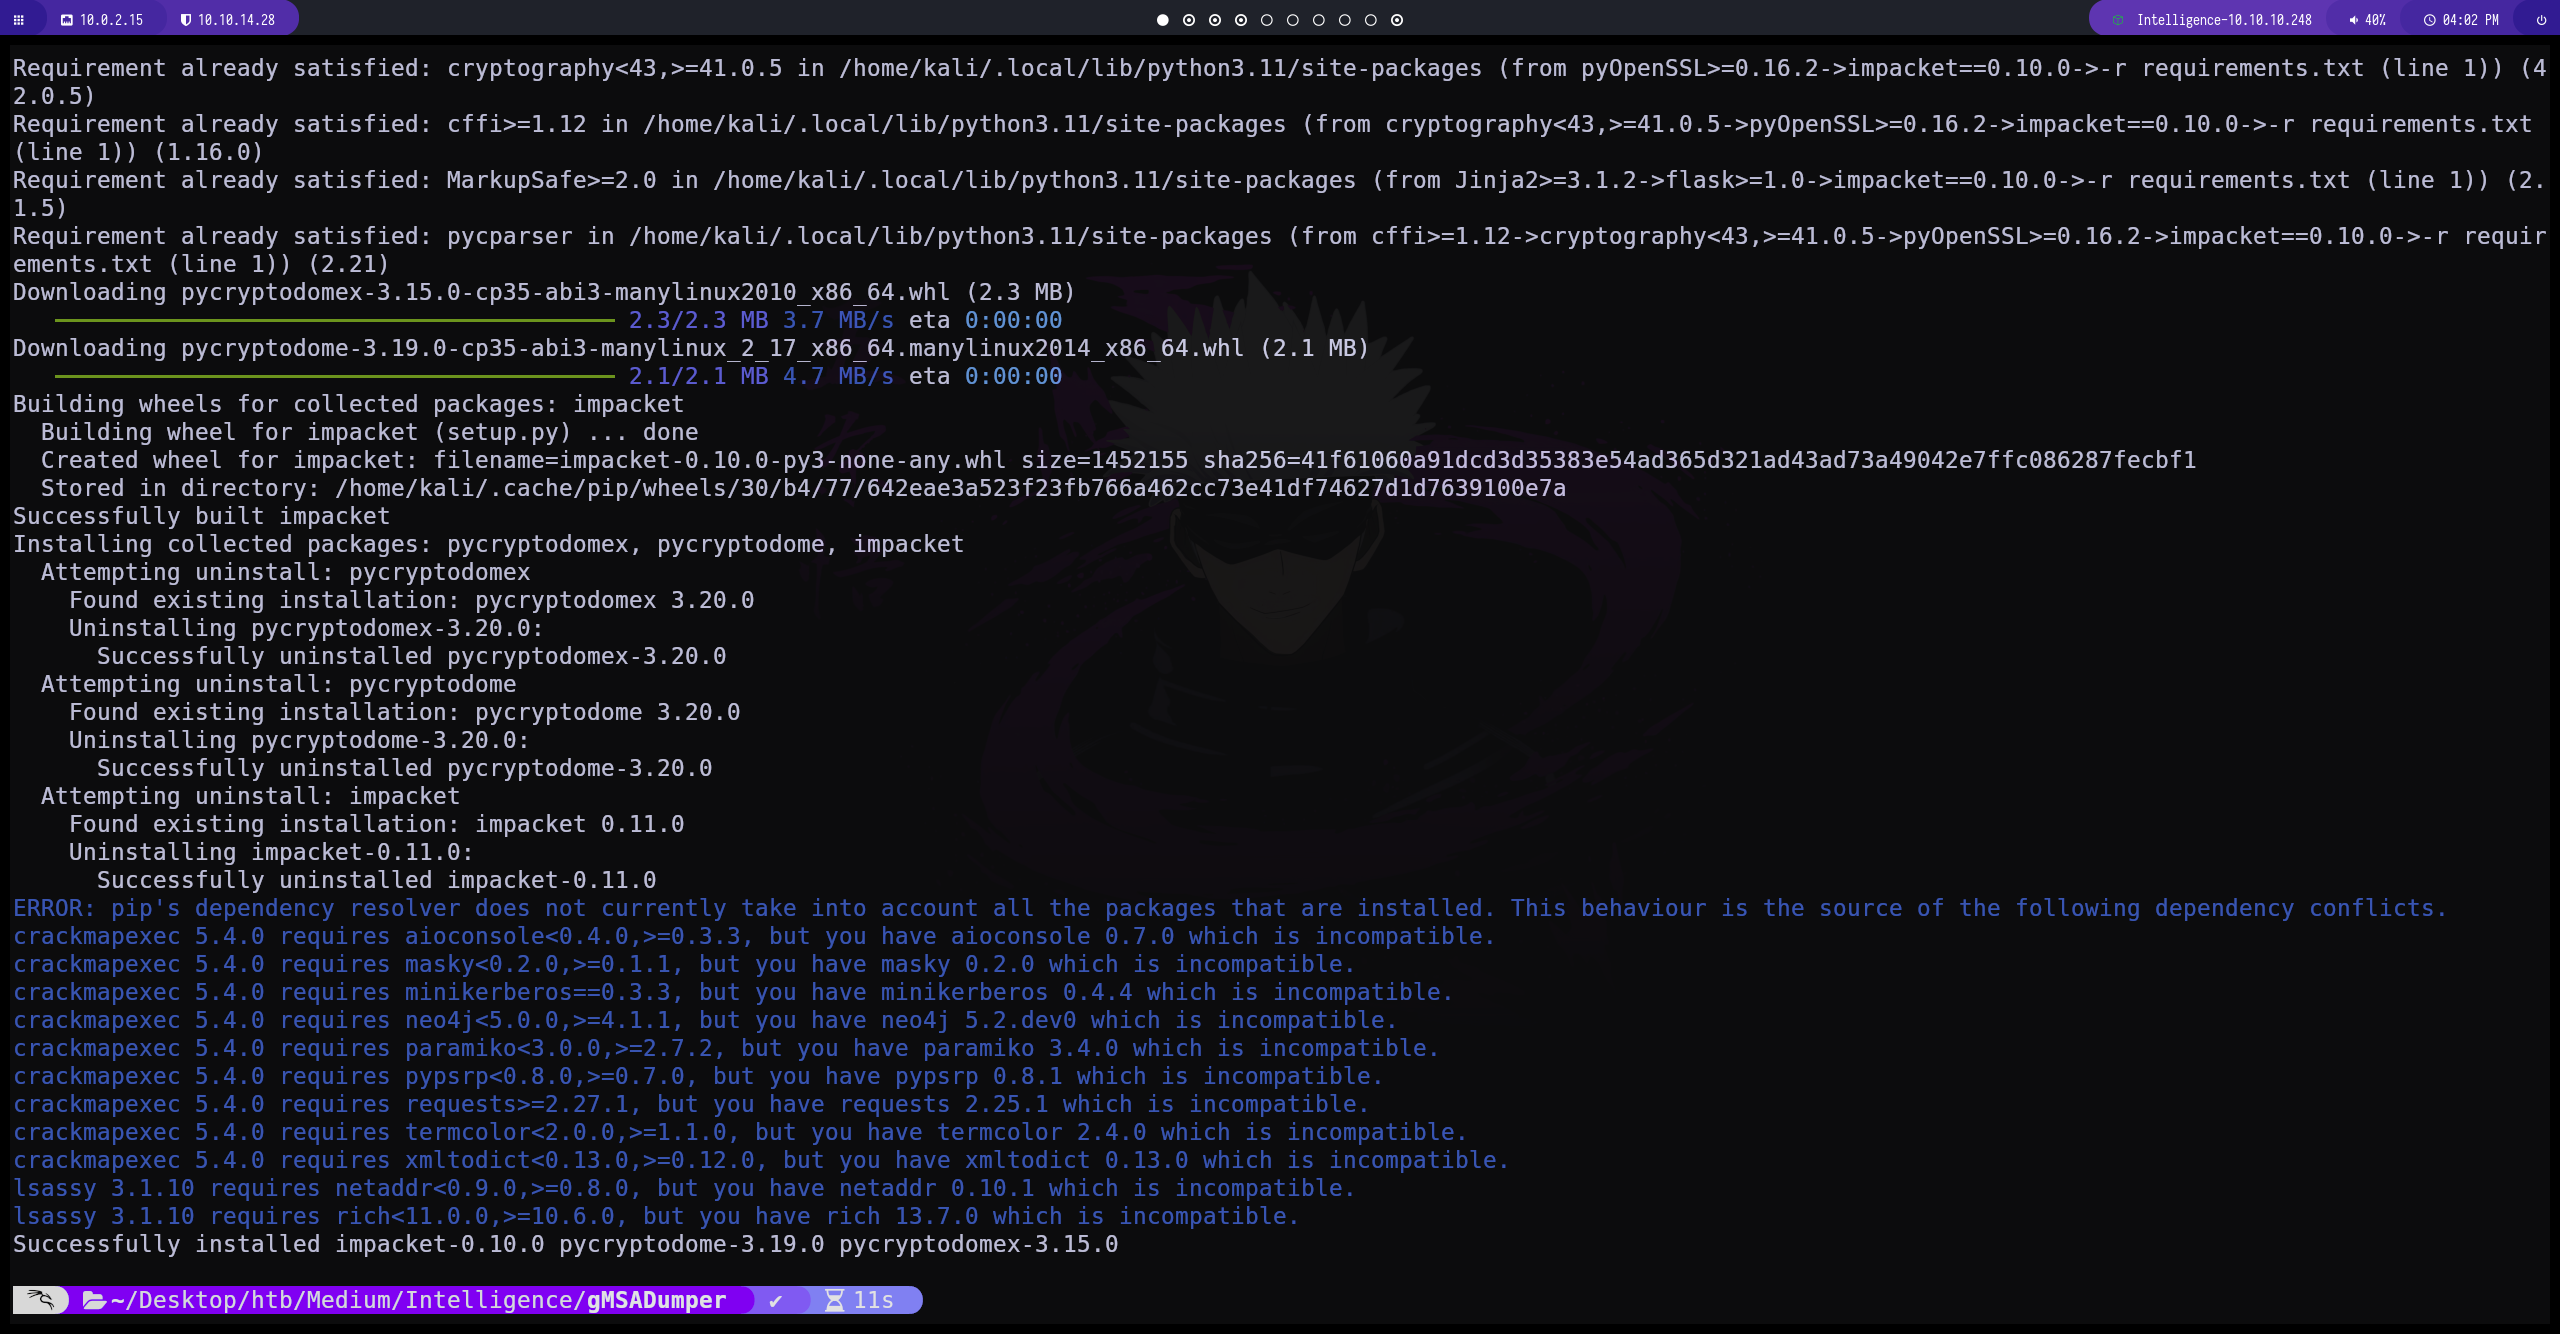 10.0.2.15 10.10.14.28 Intelligence-10.10.10.248 40% 04:02 PM
Requirement already satisfied: cryptography<43,>=41.0.5 in /home/kali/.local/lib/python3.11/site-packages (from pyOpenSSL>=0.16.2->impacket==0.10.0->-r requirements.txt (line 1)) (4
2.0.5)
Requirement already satisfied: cffi>=1.12 in /home/kali/.local/lib/python3.11/site-packages (from cryptography<43,>=41.0.5->pyOpenSSL>=0.16.2->impacket==0.10.0->-r requirements.txt
(line 1)) (1.16.0)
Requirement already satisfied: MarkupSafe>=2.0 in /home/kali/.local/lib/python3.11/site-packages (from Jinja2>=3.1.2->flask>=1.0->impacket==0.10.0->-r requirements.txt (line 1)) (2.
1.5)
Requirement already satisfied: pycparser in /home/kali/.local/lib/python3.11/site-packages (from cffi>=1.12->cryptography<43,>=41.0.5->pyOpenSSL>=0.16.2->impacket==0.10.0->-r requir
ements.txt (line 1)) (2.21)
Downloading pycryptodomex-3.15.0-cp35-abi3-manylinux2010_x86_64.whl (2.3 MB)
2.3/2.3 MB 3.7 MB/s eta 0:00:00
Downloading pycryptodome-3.19.0-cp35-abi3-manylinux_2_17_x86_64.manylinux2014_x86_64.whl (2.1 MB)
2.1/2.1 MB 4.7 MB/s eta 0:00:00
Building wheels for collected packages: impacket
Building wheel for impacket (setup.py) ... done
Created wheel for impacket: filename=impacket-0.10.0-py3-none-any.whl size=1452155 sha256=41f61060a91dcd3d35383e54ad365d321ad43ad73a49042e7ffc086287fecbf1
Stored in directory: /home/kali/.cache/pip/wheels/30/b4/77/642eae3a523f23fb766a462cc73e41df74627d1d7639100e7a
Successfully built impacket
Installing collected packages: pycryptodomex, pycryptodome, impacket
Attempting uninstall: pycryptodomex
Found existing installation: pycryptodomex 3.20.0
Uninstalling pycryptodomex-3.20.0:
Successfully uninstalled pycryptodomex-3.20.0
Attempting uninstall: pycryptodome
Found existing installation: pycryptodome 3.20.0
Uninstalling pycryptodome-3.20.0:
Successfully uninstalled pycryptodome-3.20.0
Attempting uninstall: impacket
Found existing installation: impacket 0.11.0
Uninstalling impacket-0.11.0:
Successfully uninstalled impacket-0.11.0
ERROR: pip's dependency resolver does not currently take into account all the packages that are installed. This behaviour is the source of the following dependency conflicts.
crackmapexec 5.4.0 requires aioconsole<0.4.0,>=0.3.3, but you have aioconsole 0.7.0 which is incompatible.
crackmapexec 5.4.0 requires masky<0.2.0,>=0.1.1, but you have masky 0.2.0 which is incompatible.
crackmapexec 5.4.0 requires minikerberos==0.3.3, but you have minikerberos 0.4.4 which is incompatible.
crackmapexec 5.4.0 requires neo4j<5.0.0,>=4.1.1, but you have neo4j 5.2.dev0 which is incompatible.
crackmapexec 5.4.0 requires paramiko<3.0.0,>=2.7.2, but you have paramiko 3.4.0 which is incompatible.
crackmapexec 5.4.0 requires pypsrp<0.8.0,>=0.7.0, but you have pypsrp 0.8.1 which is incompatible.
crackmapexec 5.4.0 requires requests>=2.27.1, but you have requests 2.25.1 which is incompatible.
crackmapexec 5.4.0 requires termcolor<2.0.0,>=1.1.0, but you have termcolor 2.4.0 which is incompatible.
crackmapexec 5.4.0 requires xmltodict<0.13.0,>=0.12.0, but you have xmltodict 0.13.0 which is incompatible.
lsassy 3.1.10 requires netaddr<0.9.0,>=0.8.0, but you have netaddr 0.10.1 which is incompatible.
lsassy 3.1.10 requires rich<11.0.0,>=10.6.0, but you have rich 13.7.0 which is incompatible.
Successfully installed impacket-0.10.0 pycryptodome-3.19.0 pycryptodomex-3.15.0
~/Desktop/htb/Medium/Intelligence/gMSADumper ✔ 11s